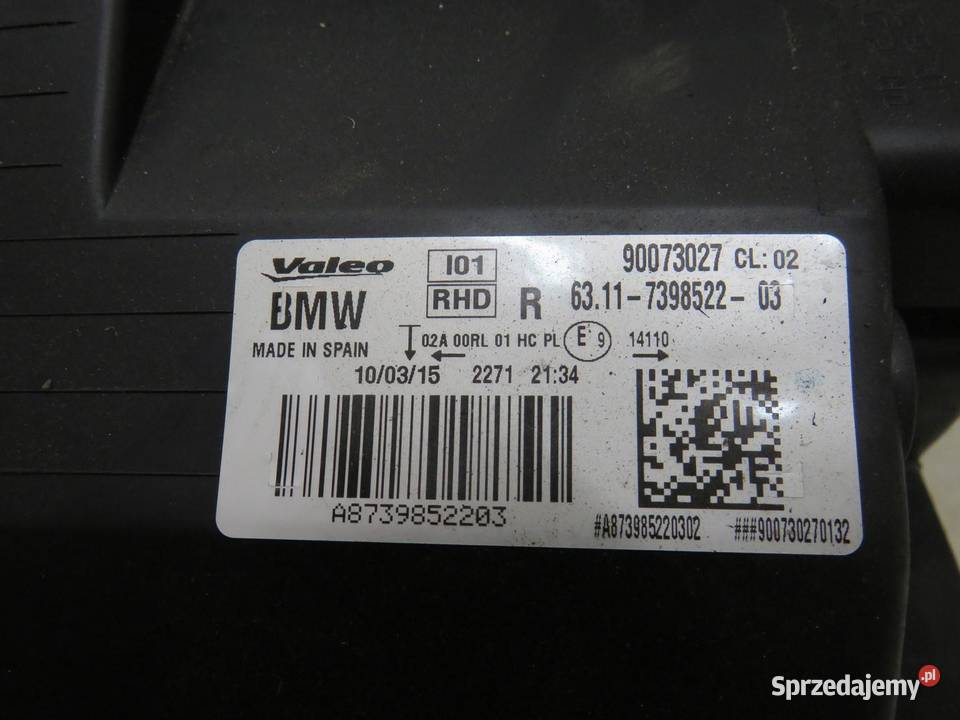 Valeo I01 90073027 CL: 02
BMW RHD R 63.11-7398522-03
MADE IN SPAIN 02A 00RL 01 HC PL E 9 14110
10/03/15 2271 21:34
A8739852203
#A873985220302 ###900730270132
Sprzedajemy.pl